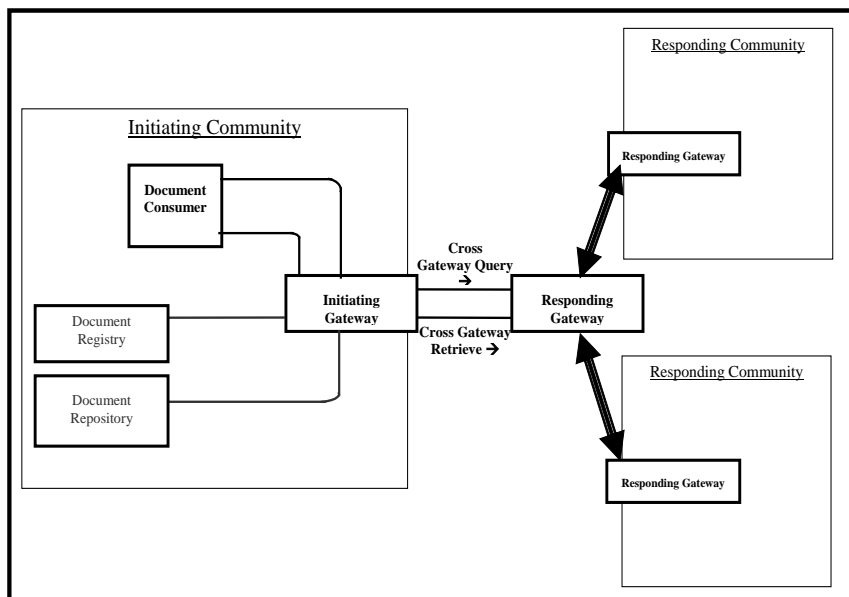 Initiating Community
Document
Consumer
Document
Registry
Document
Repository
Initiating
Gateway
Cross
Gateway Query
→
Cross Gateway
Retrieve →
Responding
Gateway
Responding Community
Responding Gateway
Responding Community
Responding Gateway